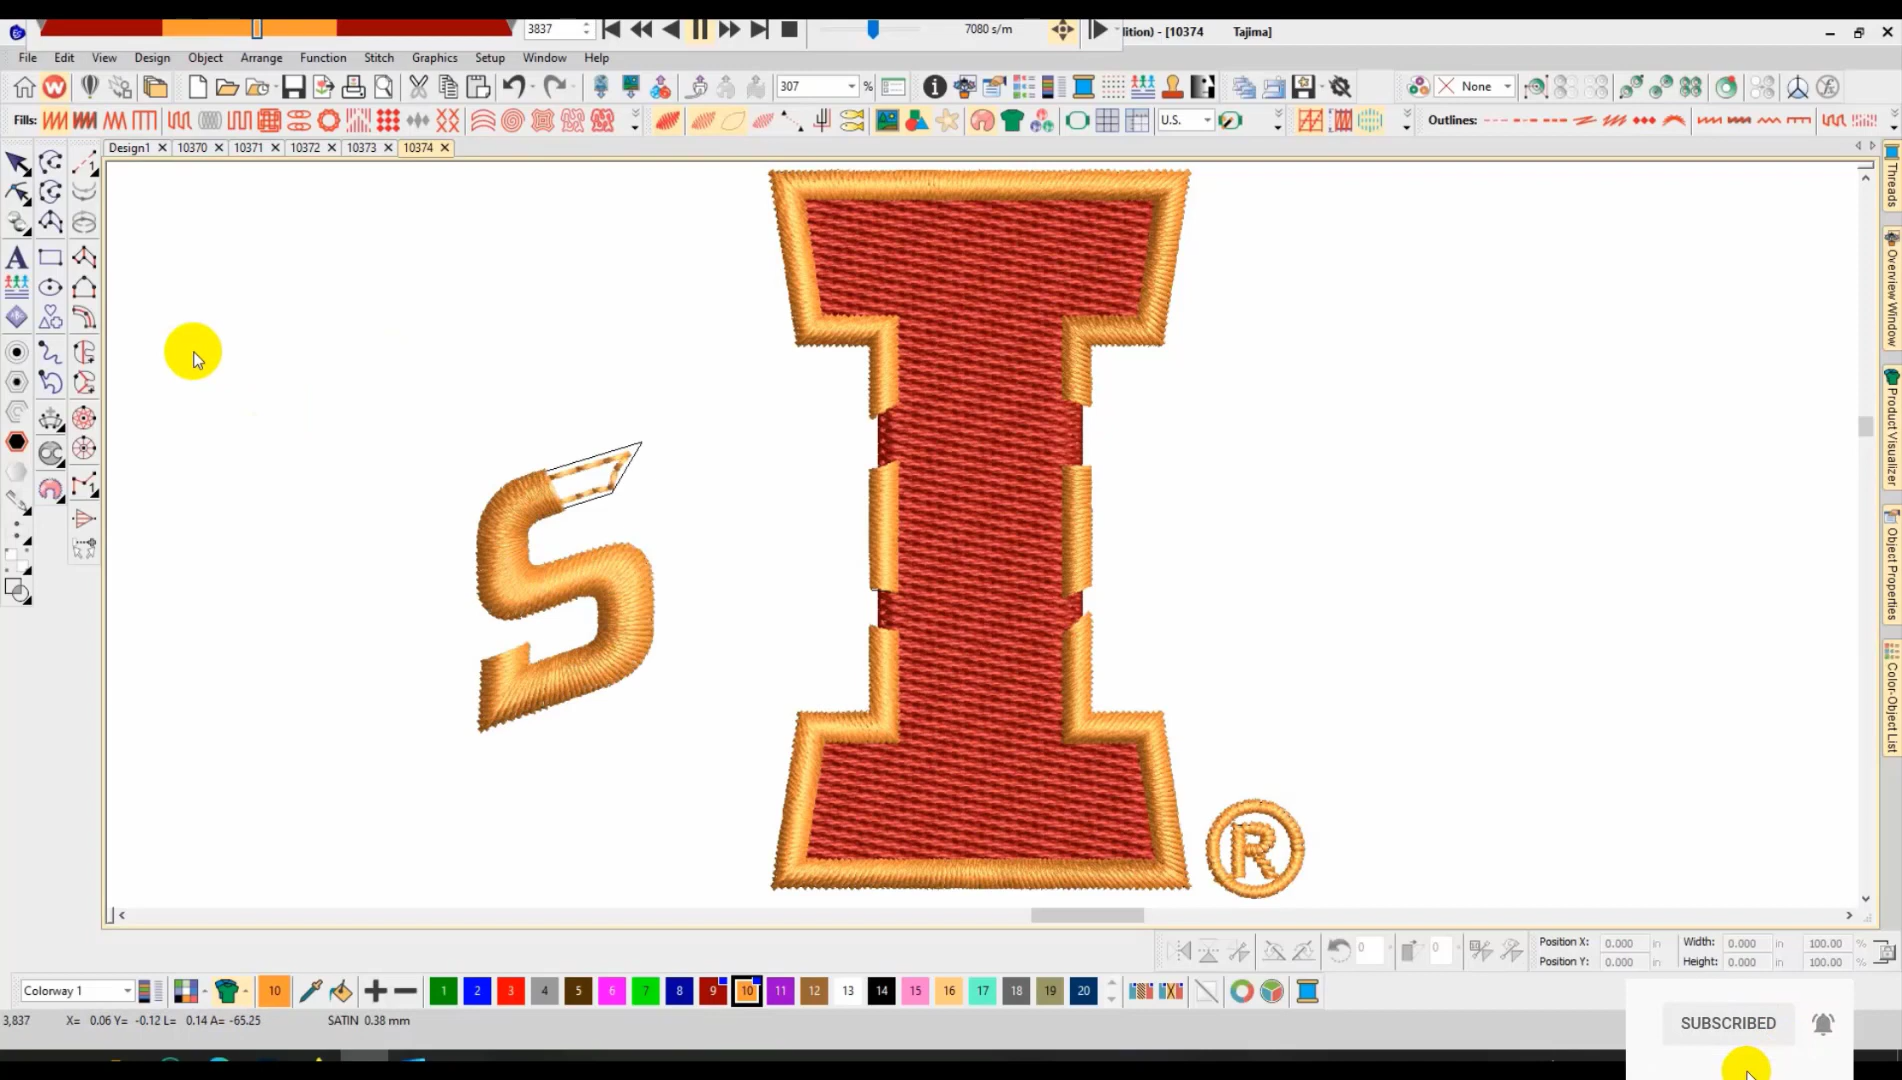 3837
7080 s/m
lition) - [10374 Tajima]
File Edit View Design Object Arrange Function Stitch Graphics Setup Window Help
307 %
None
Fills:
U.S.
Outlines:
Design1 10370 10371 10372 10373 10374
Threads
Overview Window
Product Visualizer
Object Properties
Color-Object List
S I R
Position X: 0.000 in Width: 0.000 in 100.00 %
Position Y: 0.000 in Height: 0.000 in 100.00 %
0 0
Colorway 1 10 1 2 3 4 5 6 7 8 9 10 11 12 13 14 15 16 17 18 19 20
3,837 X= 0.06 Y= -0.12 L= 0.14 A= -65.25 SATIN 0.38 mm
SUBSCRIBED